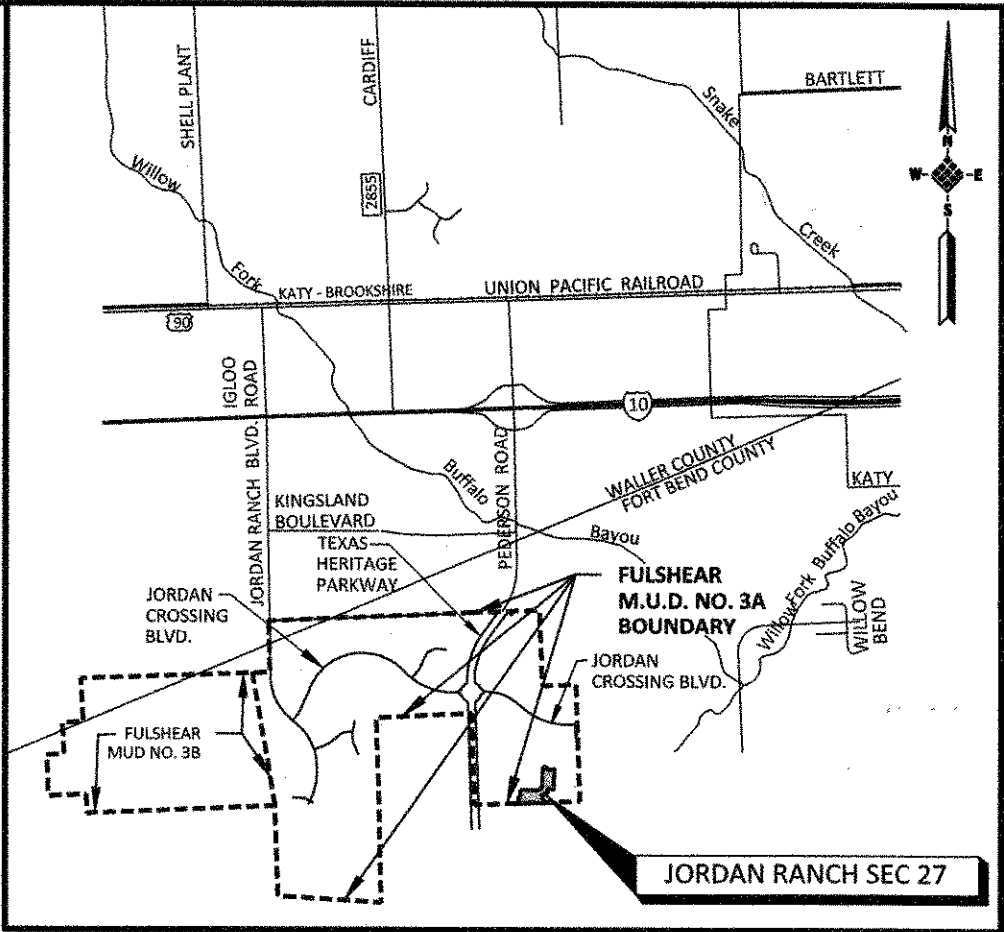 SHELL PLANT
CARDIFF
BARTLETT
Snake
Willow
2855
N
W E
S
Creek
Fork
KATY - BROOKSHIRE
UNION PACIFIC RAILROAD
90
IGLOO
ROAD
10
JORDAN RANCH BLVD.
PEDERSON ROAD
WALLER COUNTY
FORT BEND COUNTY
Buffalo
KATY
KINGSLAND
BOULEVARD
Bayou
TEXAS
HERITAGE
PARKWAY
Willow Fork Buffalo Bayou
FULSHEAR
M.U.D. NO. 3A
BOUNDARY
WILLOW
BEND
JORDAN
CROSSING
BLVD.
JORDAN
CROSSING BLVD.
FULSHEAR
MUD NO. 3B
JORDAN RANCH SEC 27